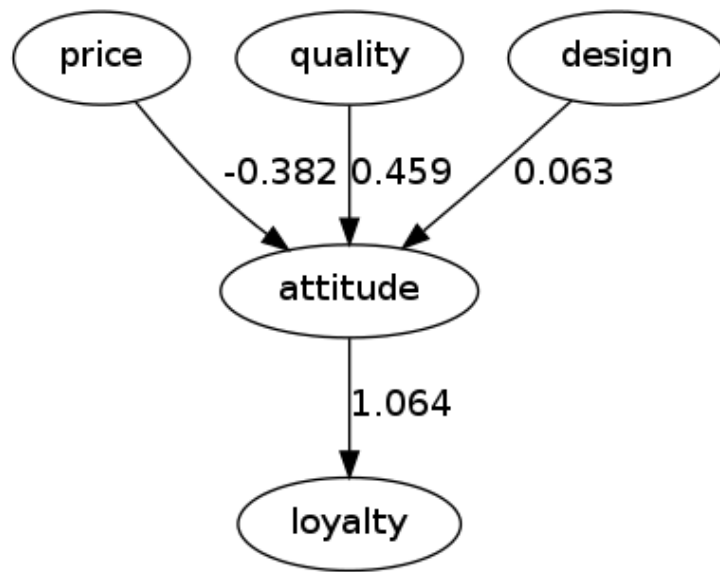 price quality design
-0.382 0.459 0.063
attitude
1.064
loyalty